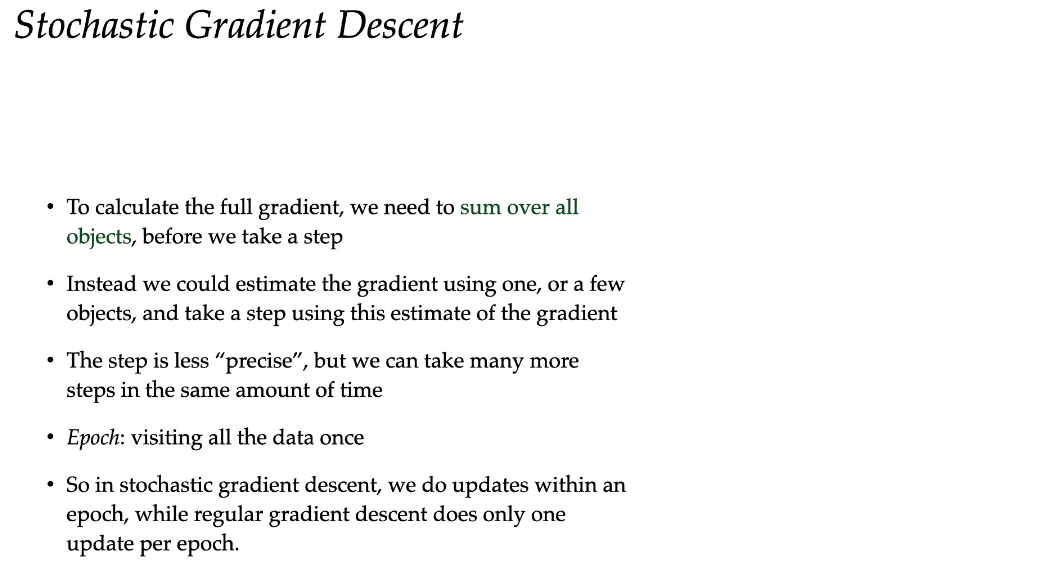 Stochastic Gradient Descent
• To calculate the full gradient, we need to sum over all
objects, before we take a step
• Instead we could estimate the gradient using one, or a few
objects, and take a step using this estimate of the gradient
• The step is less “precise”, but we can take many more
steps in the same amount of time
• Epoch: visiting all the data once
• So in stochastic gradient descent, we do updates within an
epoch, while regular gradient descent does only one
update per epoch.